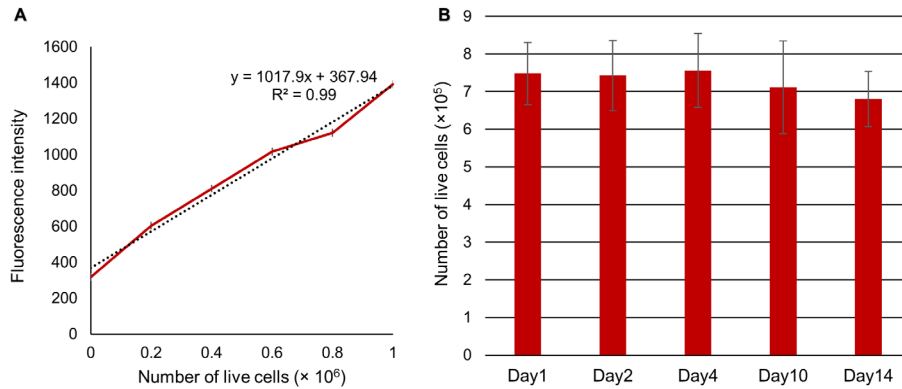 A
Fluorescence intensity
1600
1400
1200
1000
800
600
400
200
0
y = 1017.9x + 367.94
R² = 0.99
0 0.2 0.4 0.6 0.8 1
Number of live cells (× 10⁶)
B
Number of live cells (×10⁵)
9
8
7
6
5
4
3
2
1
0
Day1 Day2 Day4 Day10 Day14